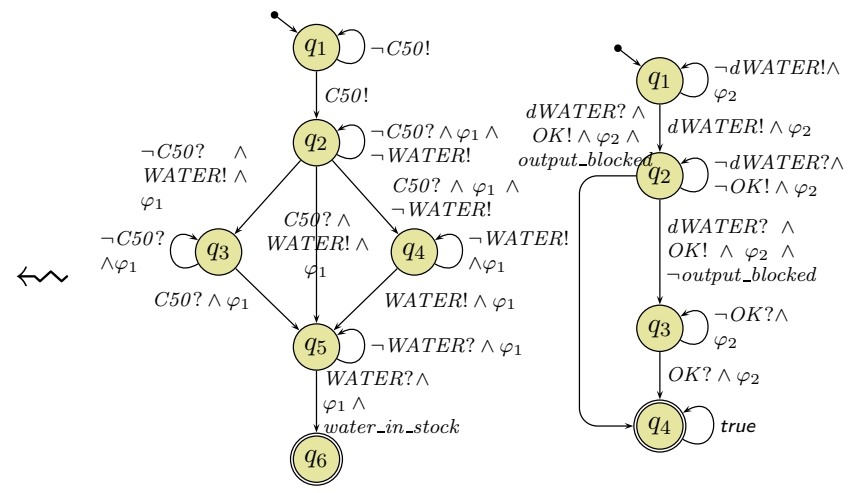 q1
¬C50!
C50!
q2
¬C50? ∧ φ1 ∧
¬WATER!
¬C50? ∧
WATER! ∧
φ1
C50? ∧ φ1 ∧
¬WATER!
C50? ∧
WATER! ∧
φ1
¬C50?
∧φ1
q3
q4
¬WATER!
∧φ1
C50? ∧ φ1
WATER! ∧ φ1
q5
¬WATER? ∧ φ1
WATER?∧
φ1 ∧
water_in_stock
q6
q1
¬dWATER!∧
φ2
dWATER? ∧
OK! ∧ φ2 ∧
output_blocked
dWATER! ∧ φ2
q2
¬dWATER?∧
¬OK! ∧ φ2
dWATER? ∧
OK! ∧ φ2 ∧
¬output_blocked
q3
¬OK?∧
φ2
OK? ∧ φ2
q4
true